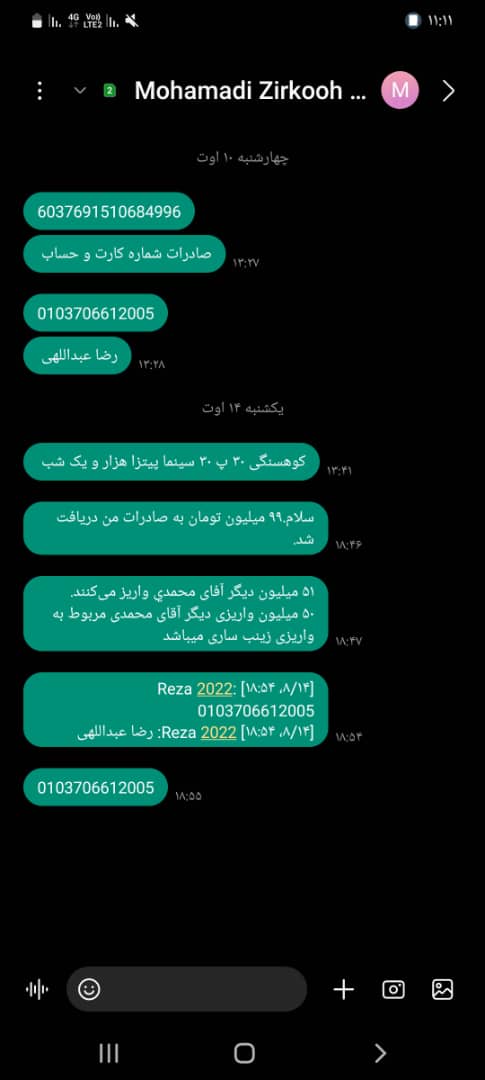 4G Vo) LTE2
۱۱:۱۱
2
Mohamadi Zirkooh ...
M
چهارشنبه ۱۰ اوت
6037691510684996
صادرات شماره کارت و حساب
۱۳:۲۷
0103706612005
رضا عبداللهی
۱۳:۲۸
یکشنبه ۱۴ اوت
کوهسنگی ۳۰ پ ۳۰ سینما پیتزا هزار و یک شب
۱۳:۴۱
سلام.۹۹ میلیون تومان به صادرات من دریافت
شد.
۱۸:۴۶
۵۱ میلیون دیگر آقای محمدي واریز می‌کنند.
۵۰ میلیون واریزی دیگر آقای محمدی مربوط به
واریزی زینب ساری میباشد
۱۸:۴۷
[۸/۱۴، ۱۸:۵۴] Reza 2022:
0103706612005
[۸/۱۴، ۱۸:۵۴] Reza 2022: رضا عبداللهی
۱۸:۵۴
0103706612005
۱۸:۵۵